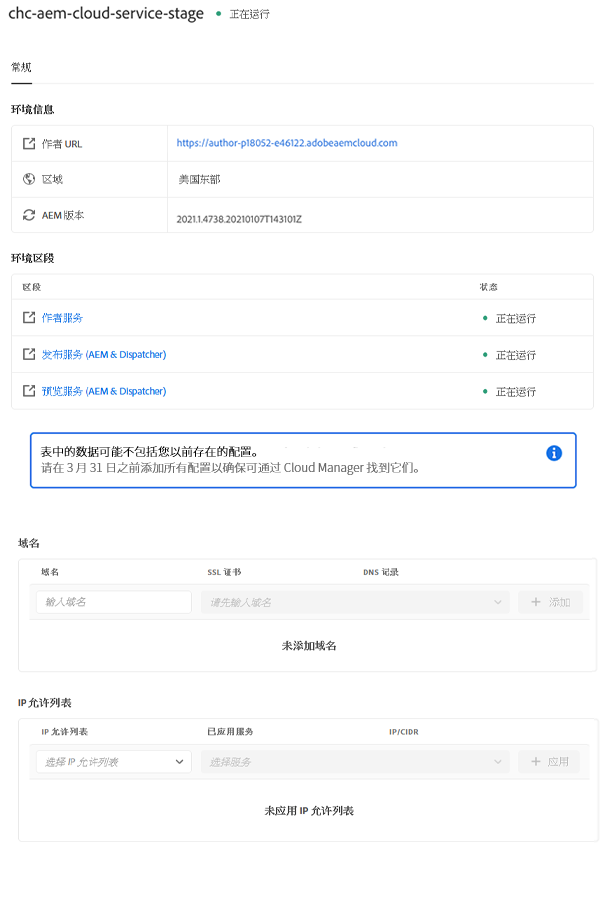 chc-aem-cloud-service-stage 正在运行
常规
环境信息
作者 URL https://author-p18052-e46122.adobeaemcloud.com
区域 美国东部
AEM 版本 2021.1.4738.20210107T143101Z
环境区段
区段 状态
作者服务 正在运行
发布服务 (AEM & Dispatcher) 正在运行
预览服务 (AEM & Dispatcher) 正在运行
表中的数据可能不包括您以前存在的配置。
请在 3 月 31 日之前添加所有配置以确保可通过 Cloud Manager 找到它们。
域名
域名 SSL 证书 DNS 记录
输入域名 请先输入域名 + 添加
未添加域名
IP 允许列表
IP 允许列表 已应用服务 IP/CIDR
选择 IP 允许列表 选择服务 + 应用
未应用 IP 允许列表